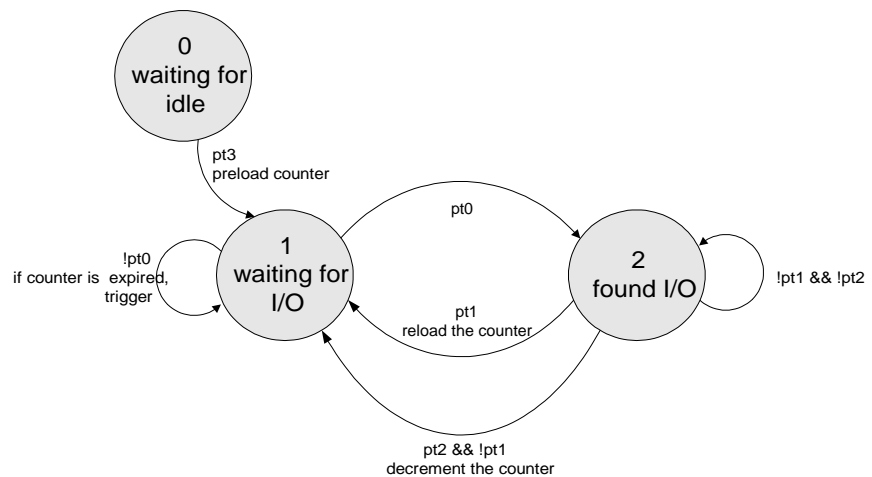 0
waiting for
idle
pt3
preload counter
pt0
!pt0
if counter is expired,
trigger
1
waiting for
I/O
2
found I/O
!pt1 && !pt2
pt1
reload the counter
pt2 && !pt1
decrement the counter